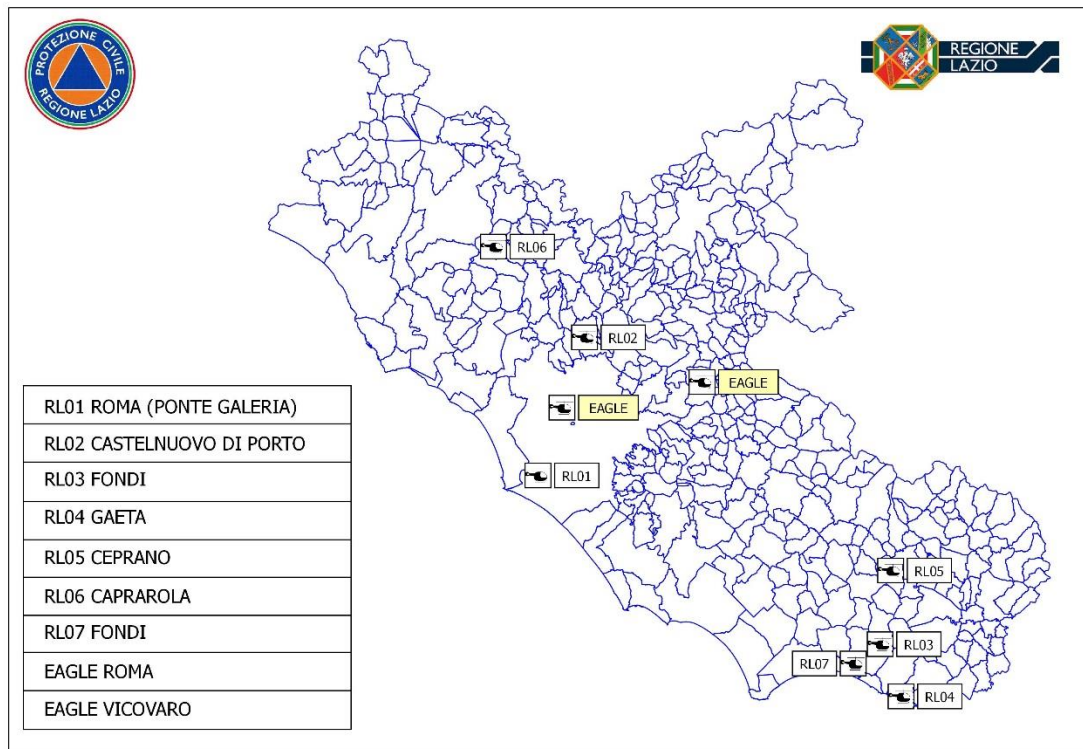 PROTEZIONE CIVILE
REGIONE LAZIO
REGIONE
LAZIO
RL06
RL02
EAGLE
EAGLE
RL01
RL05
RL03
RL07
RL04
RL01 ROMA (PONTE GALERIA)
RL02 CASTELNUOVO DI PORTO
RL03 FONDI
RL04 GAETA
RL05 CEPRANO
RL06 CAPRAROLA
RL07 FONDI
EAGLE ROMA
EAGLE VICOVARO